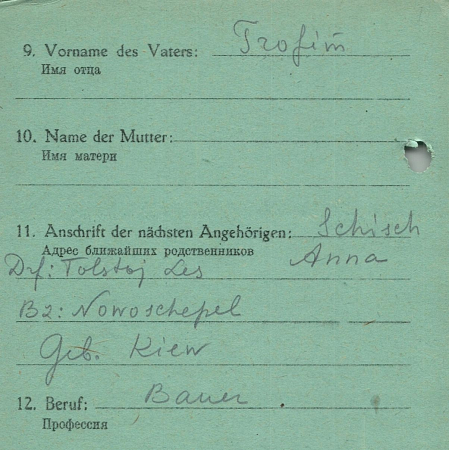 9. Vorname des Vaters: Trofim
Имя отца
10. Name der Mutter:
Имя матери
11. Anschrift der nächsten Angehörigen: Schisch
Адрес ближайших родственников Anna
Drf: Tolstoj Les
Bz: Nowoschepel
Geb. Kiew
12. Beruf: Bauer.
Профессия